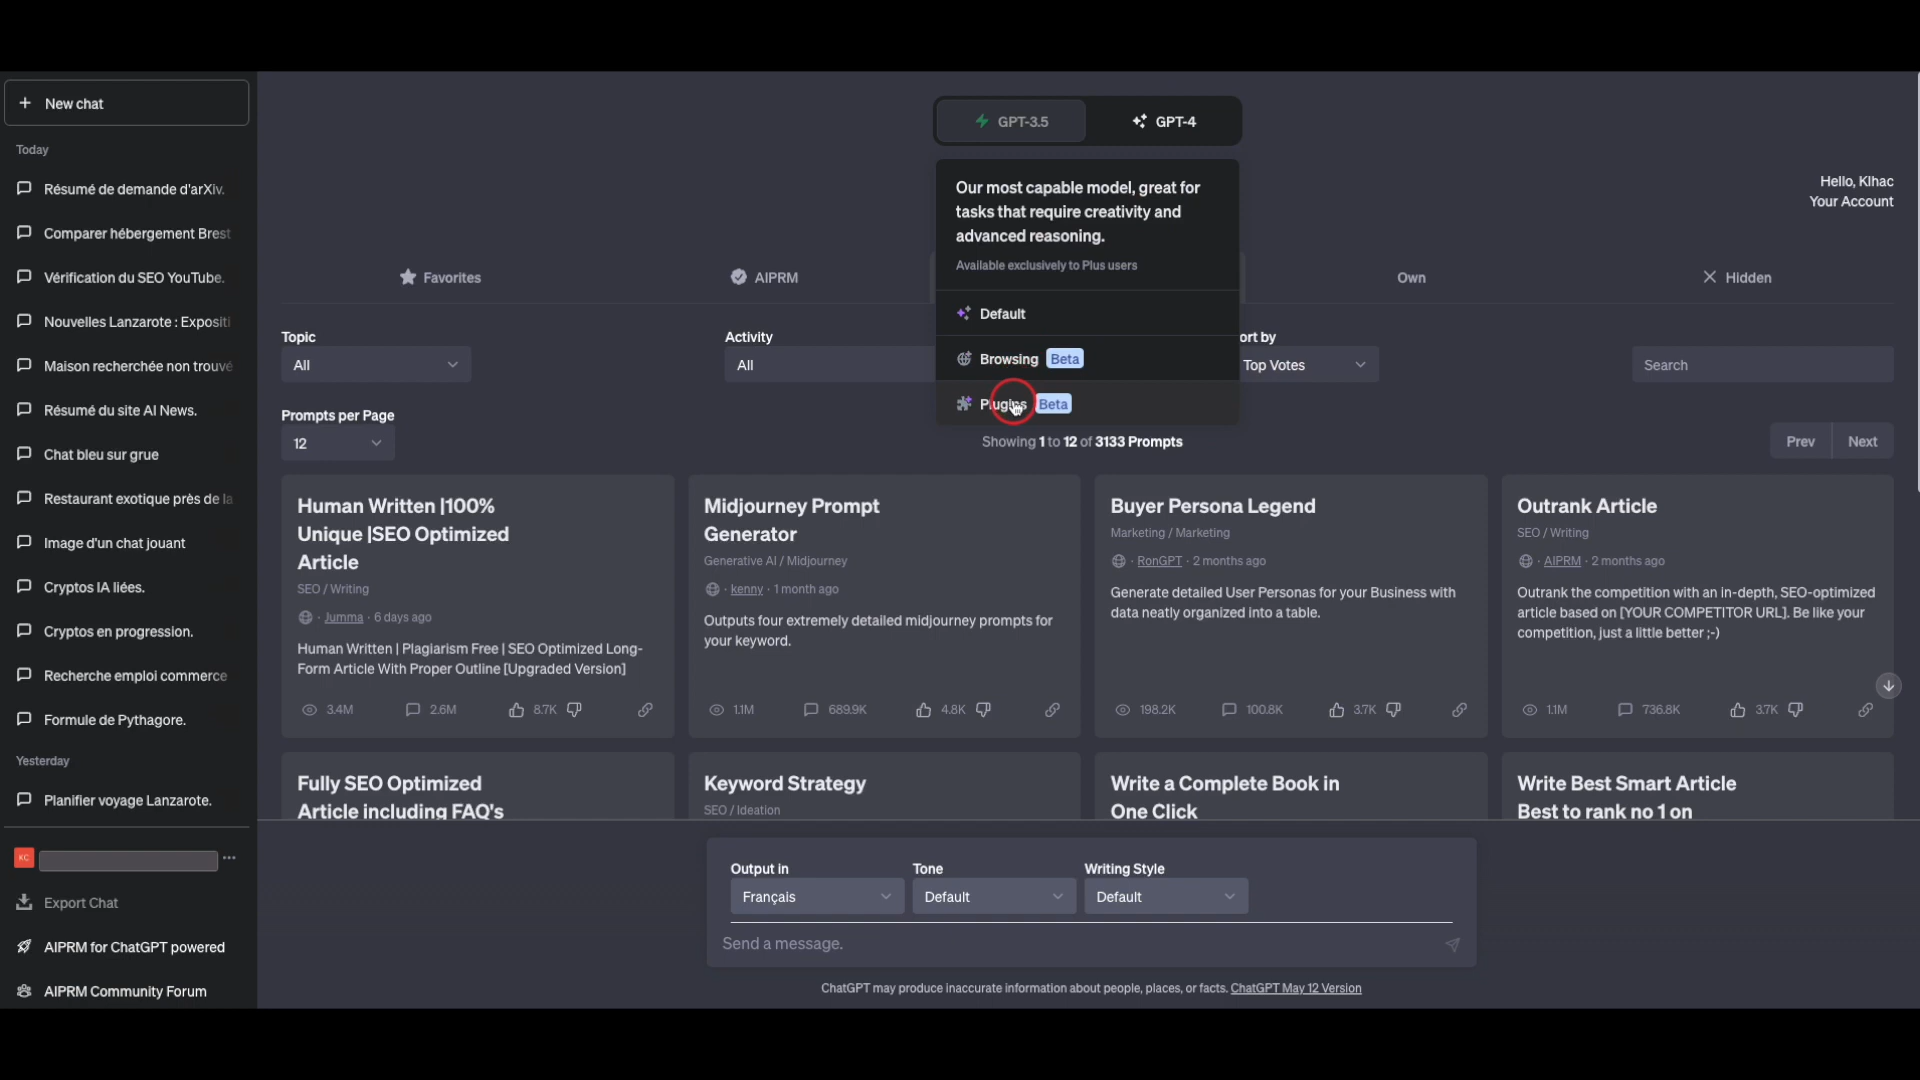 New chat
Today
Résumé de demande d'arXiv.
Comparer hébergement Brest
Vérification du SEO YouTube.
Nouvelles Lanzarote : Expositi
Maison recherchée non trouvé
Résumé du site AI News.
Chat bleu sur grue
Restaurant exotique près de la
Image d'un chat jouant
Cryptos IA liées.
Cryptos en progression.
Recherche emploi commerce
Formule de Pythagore.
Yesterday
Planifier voyage Lanzarote.
KC
Export Chat
AIPRM for ChatGPT powered
AIPRM Community Forum
GPT-3.5 GPT-4
Our most capable model, great for
tasks that require creativity and
advanced reasoning.
Available exclusively to Plus users
Default
Browsing Beta
Plugins Beta
Hello, Klhac
Your Account
Favorites AIPRM Own Hidden
Topic Activity ort by
All All Top Votes Search
Prompts per Page
12
Showing 1 to 12 of 3133 Prompts
Prev Next
Human Written |100%
Unique |SEO Optimized
Article
SEO / Writing
· Jumma · 6 days ago
Human Written | Plagiarism Free | SEO Optimized Long-
Form Article With Proper Outline [Upgraded Version]
3.4M 2.6M 8.7K
Midjourney Prompt
Generator
Generative AI / Midjourney
· kenny · 1 month ago
Outputs four extremely detailed midjourney prompts for
your keyword.
1.1M 689.9K 4.8K
Buyer Persona Legend
Marketing / Marketing
· RonGPT · 2 months ago
Generate detailed User Personas for your Business with
data neatly organized into a table.
198.2K 100.8K 3.7K
Outrank Article
SEO / Writing
· AIPRM · 2 months ago
Outrank the competition with an in-depth, SEO-optimized
article based on [YOUR COMPETITOR URL]. Be like your
competition, just a little better ;-)
1.1M 736.8K 3.7K
Fully SEO Optimized
Article including FAQ's
Keyword Strategy
SEO / Ideation
Write a Complete Book in
One Click
Write Best Smart Article
Best to rank no 1 on
Output in Tone Writing Style
Français Default Default
Send a message.
ChatGPT may produce inaccurate information about people, places, or facts. ChatGPT May 12 Version